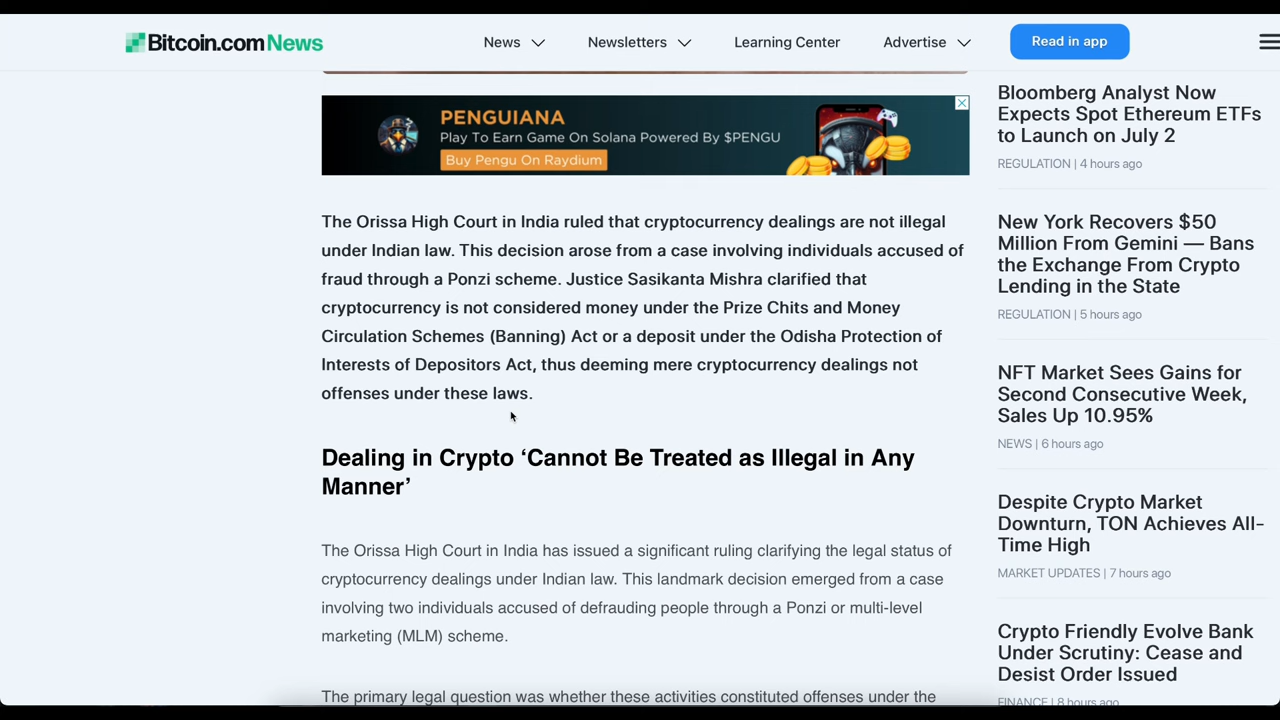 Bitcoin.com News
News
Newsletters
Learning Center
Advertise
Read in app
PENGUIANA
Play To Earn Game On Solana Powered By $PENGU
Buy Pengu On Raydium
The Orissa High Court in India ruled that cryptocurrency dealings are not illegal
under Indian law. This decision arose from a case involving individuals accused of
fraud through a Ponzi scheme. Justice Sasikanta Mishra clarified that
cryptocurrency is not considered money under the Prize Chits and Money
Circulation Schemes (Banning) Act or a deposit under the Odisha Protection of
Interests of Depositors Act, thus deeming mere cryptocurrency dealings not
offenses under these laws.
Dealing in Crypto ‘Cannot Be Treated as Illegal in Any
Manner’
The Orissa High Court in India has issued a significant ruling clarifying the legal status of
cryptocurrency dealings under Indian law. This landmark decision emerged from a case
involving two individuals accused of defrauding people through a Ponzi or multi-level
marketing (MLM) scheme.
The primary legal question was whether these activities constituted offenses under the
Bloomberg Analyst Now
Expects Spot Ethereum ETFs
to Launch on July 2
REGULATION | 4 hours ago
New York Recovers $50
Million From Gemini — Bans
the Exchange From Crypto
Lending in the State
REGULATION | 5 hours ago
NFT Market Sees Gains for
Second Consecutive Week,
Sales Up 10.95%
NEWS | 6 hours ago
Despite Crypto Market
Downturn, TON Achieves All-
Time High
MARKET UPDATES | 7 hours ago
Crypto Friendly Evolve Bank
Under Scrutiny: Cease and
Desist Order Issued
FINANCE | 8 hours ago